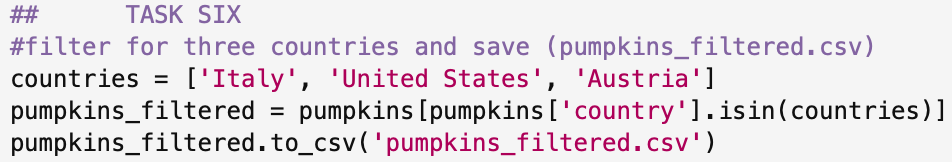 ##      TASK SIX
#filter for three countries and save (pumpkins_filtered.csv)
countries = ['Italy', 'United States', 'Austria']
pumpkins_filtered = pumpkins[pumpkins['country'].isin(countries)]
pumpkins_filtered.to_csv('pumpkins_filtered.csv')